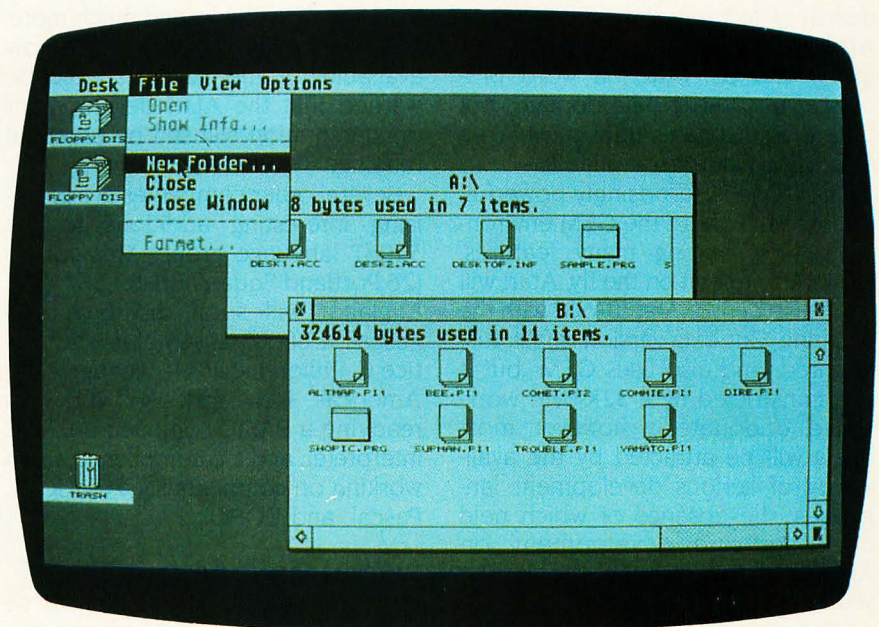 Desk File View Options
Open
Show Info...
New Folder...
Close
Close Window
Format...
FLOPPY DIS
FLOPPY DIS
TRASH
A:\
8 bytes used in 7 items.
DESK1.ACC DESK2.ACC DESKTOP.INF SAMPLE.PRG S
B:\
324614 bytes used in 11 items.
ALTMAP.PI1 BEE.PI1 COMET.PI2 COMMIE.PI1 DIRE.PI1
SHOPIC.PRG SUPMAN.PI1 TROUBLE.PI1 YAMATO.PI1